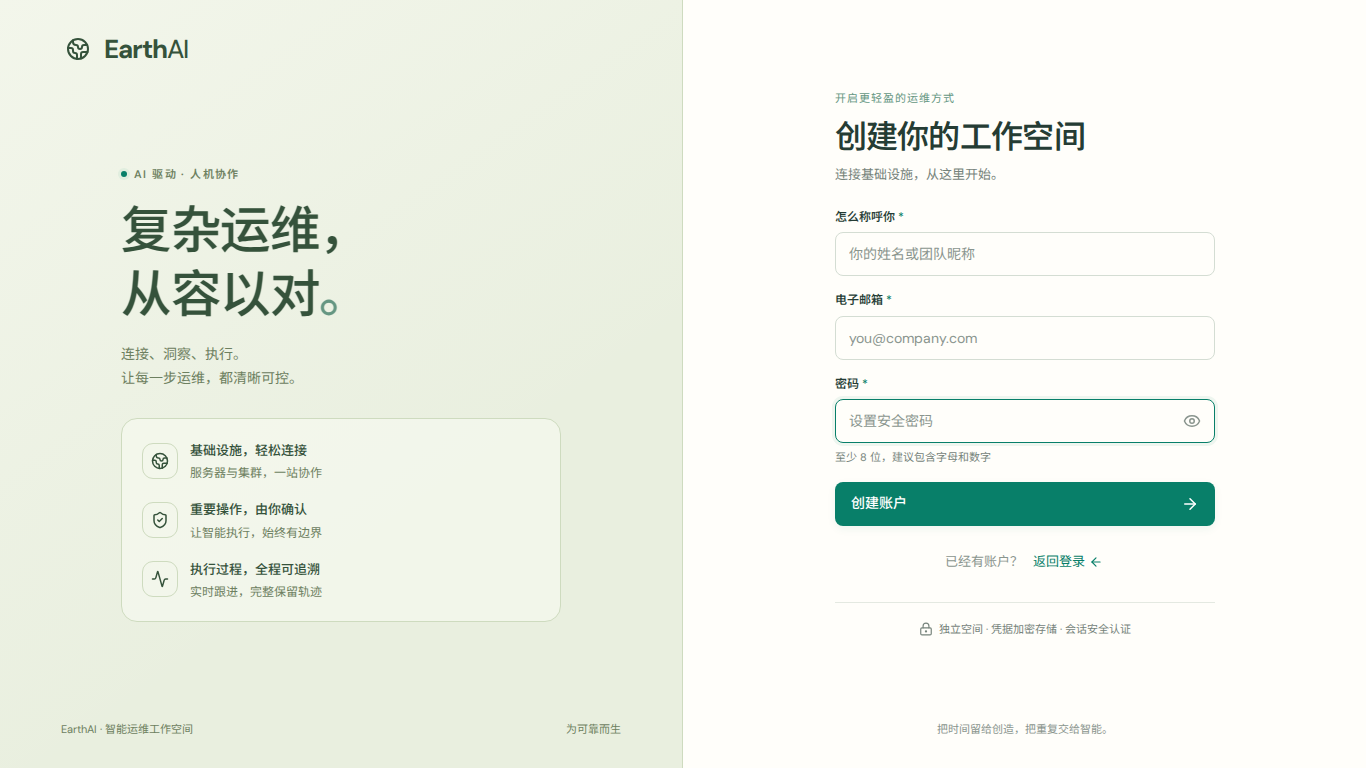 EarthAI
AI 驱动 · 人机协作
复杂运维，
从容以对。
连接、洞察、执行。
让每一步运维，都清晰可控。
基础设施，轻松连接
服务器与集群，一站协作
重要操作，由你确认
让智能执行，始终有边界
执行过程，全程可追溯
实时跟进，完整保留轨迹
EarthAI · 智能运维工作空间
为可靠而生
开启更轻盈的运维方式
创建你的工作空间
连接基础设施，从这里开始。
怎么称呼你 *
你的姓名或团队昵称
电子邮箱 *
you@company.com
密码 *
设置安全密码
至少 8 位，建议包含字母和数字
创建账户
已经有账户？ 返回登录
独立空间 · 凭据加密存储 · 会话安全认证
把时间留给创造，把重复交给智能。